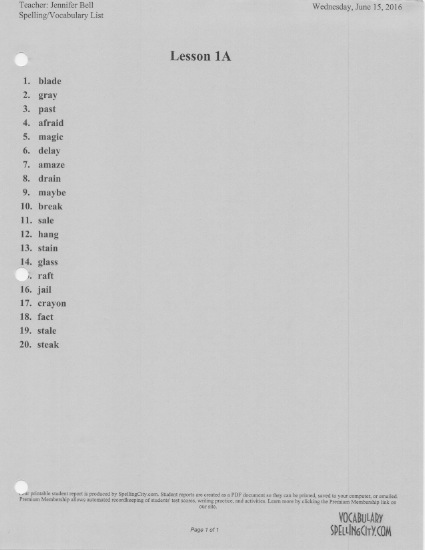 Teacher: Jennifer Bell
Wednesday, June 15, 2016
Spelling/Vocabulary List
Lesson 1A
1. blade
2. gray
3. past
4. afraid
5. magic
6. delay
7. amaze
8. drain
9. maybe
10. break
11. sale
12. hang
13. stain
14. glass
. raft
16. jail
17. crayon
18. fact
19. stale
20. steak
printable student report is produced by SpellingCity.com. Student reports are created as a PDF document so they can be printed, saved to your computer, or emailed.
Premium Membership allows automated recordkeeping of students' test scores, writing practice, and activities. Learn more by clicking the Premium Membership link on
our site.
Page 1 of 1
VOCABULARY
SPELLINGCITY.COM